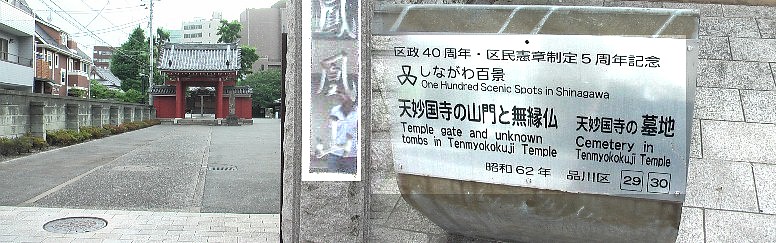 鳳
凰
区政40周年・区民憲章制定5周年記念
しながわ百景
One Hundred Scenic Spots in Shinagawa
天妙国寺の山門と無縁仏
Temple gate and unknown
tombs in Tenmyokokuji Temple
天妙国寺の墓地
Cemetery in
Tenmyokokuji Temple
昭和62年 品川区 29 30